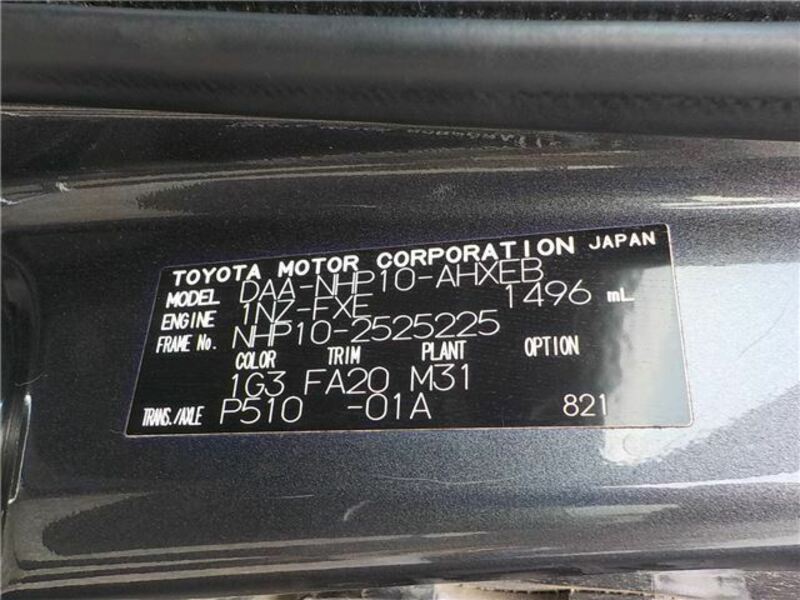 TOYOTA MOTOR CORPORATION JAPAN
MODEL DAA-NHP10-AHXEB
ENGINE 1NZ-FXE 1496 mL
FRAME No. NHP10-2525225
COLOR TRIM PLANT OPTION
1G3 FA20 M31
TRANS./AXLE P510 -01A 821